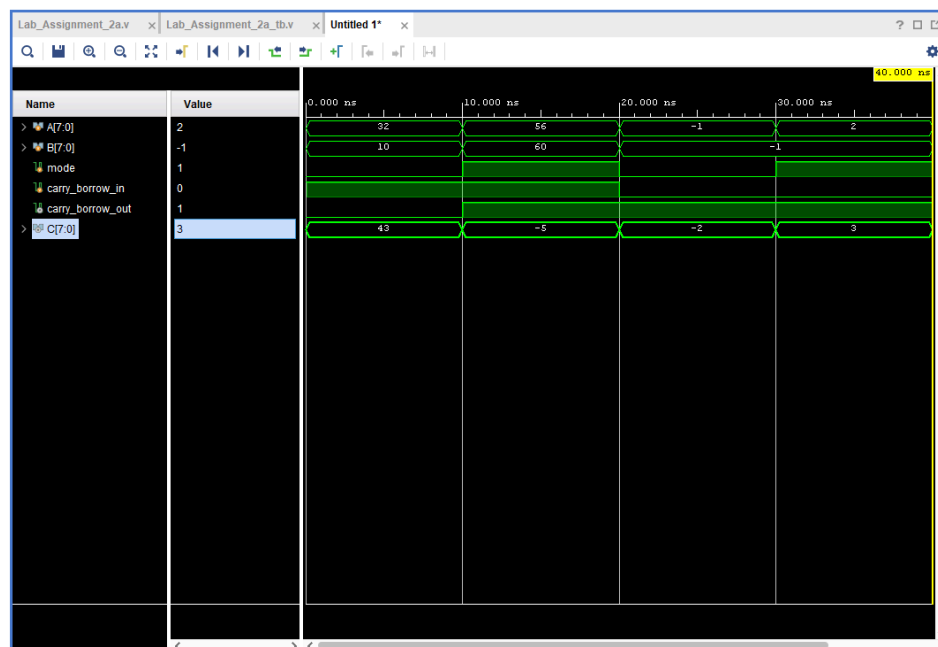 Lab_Assignment_2a.v × Lab_Assignment_2a_tb.v × Untitled 1* ×
40.000 ns
Name Value 0.000 ns 10.000 ns 20.000 ns 30.000 ns
A[7:0] 2 32 56 -1 2
B[7:0] -1 10 60 -1
mode 1
carry_borrow_in 0
carry_borrow_out 1
C[7:0] 3 43 -5 -2 3